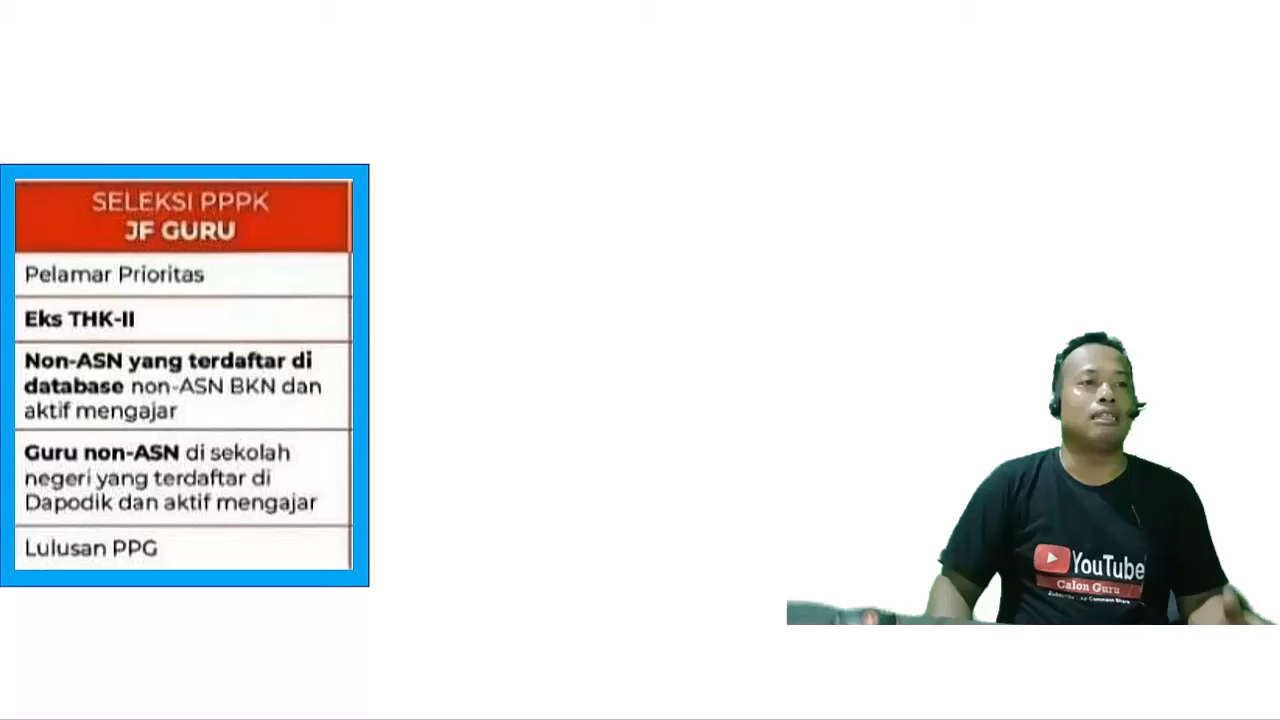 SELEKSI PPPK
JF GURU
Pelamar Prioritas
Eks THK-II
Non-ASN yang terdaftar di
database non-ASN BKN dan
aktif mengajar
Guru non-ASN di sekolah
negeri yang terdaftar di
Dapodik dan aktif mengajar
Lulusan PPG
YouTube
Calon Guru
Comment Share